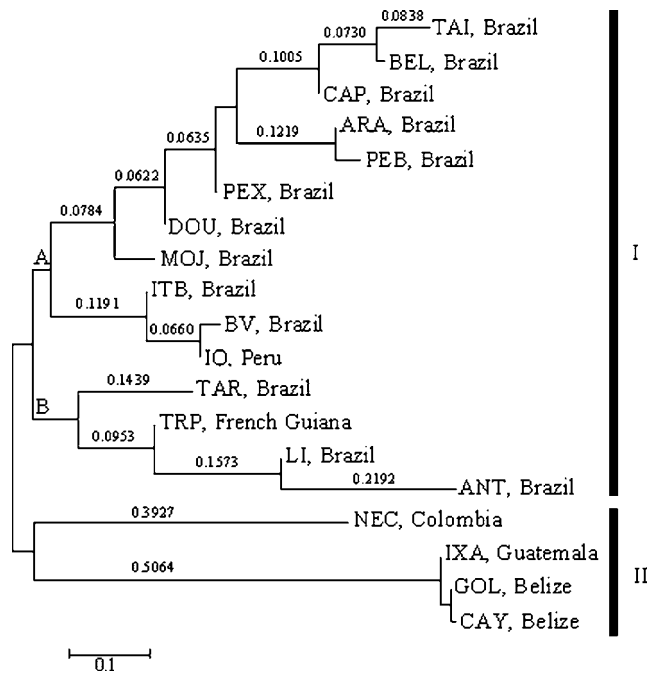 0.0838
TAI, Brazil
0.0730
BEL, Brazil
0.1005
CAP, Brazil
ARA, Brazil
0.1219
0.0635
PEB, Brazil
0.0622
PEX, Brazil
0.0784
DOU, Brazil
A
MOJ, Brazil
I
ITB, Brazil
0.1191
BV, Brazil
0.0660
IO, Peru
0.1439
TAR, Brazil
B
TRP, French Guiana
0.0953
LI, Brazil
0.1573
0.2192
ANT, Brazil
0.3927
NEC, Colombia
IXA, Guatemala
0.5064
II
GOL, Belize
CAY, Belize
0.1